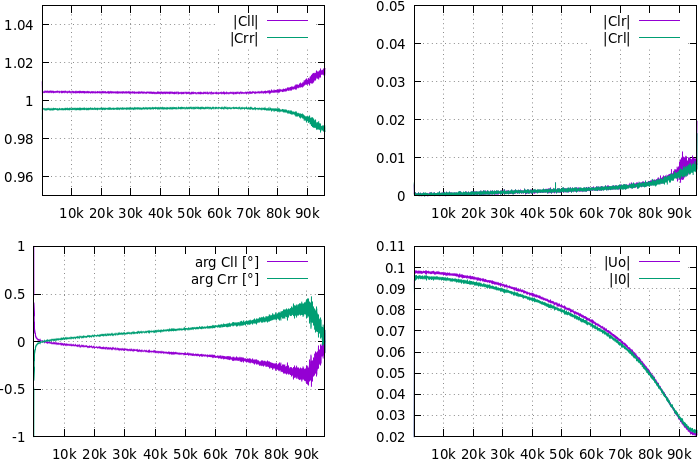 1.04
1.02
1
0.98
0.96
|Cll|
|Crr|
10k 20k 30k 40k 50k 60k 70k 80k 90k
0.05
0.04
0.03
0.02
0.01
0
|Clr|
|Crl|
10k 20k 30k 40k 50k 60k 70k 80k 90k
1
0.5
0
-0.5
-1
arg Cll [°]
arg Crr [°]
10k 20k 30k 40k 50k 60k 70k 80k 90k
0.11
0.1
0.09
0.08
0.07
0.06
0.05
0.04
0.03
0.02
|Uo|
|I0|
10k 20k 30k 40k 50k 60k 70k 80k 90k